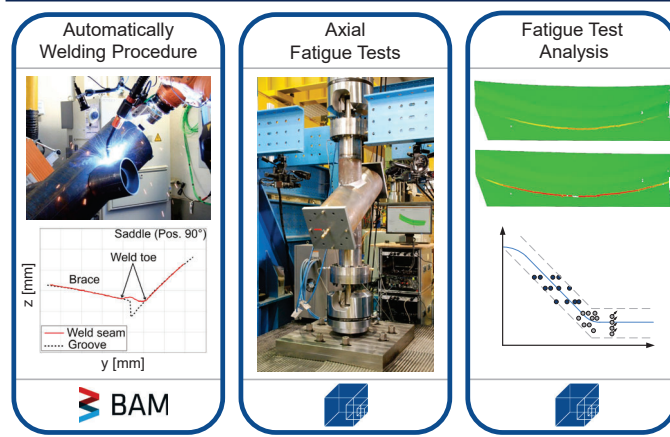 Automatically
Welding Procedure
Saddle (Pos. 90°)
Weld toe
Brace
z [mm]
Weld seam
Groove
y [mm]
BAM
Axial
Fatigue Tests
Fatigue Test
Analysis